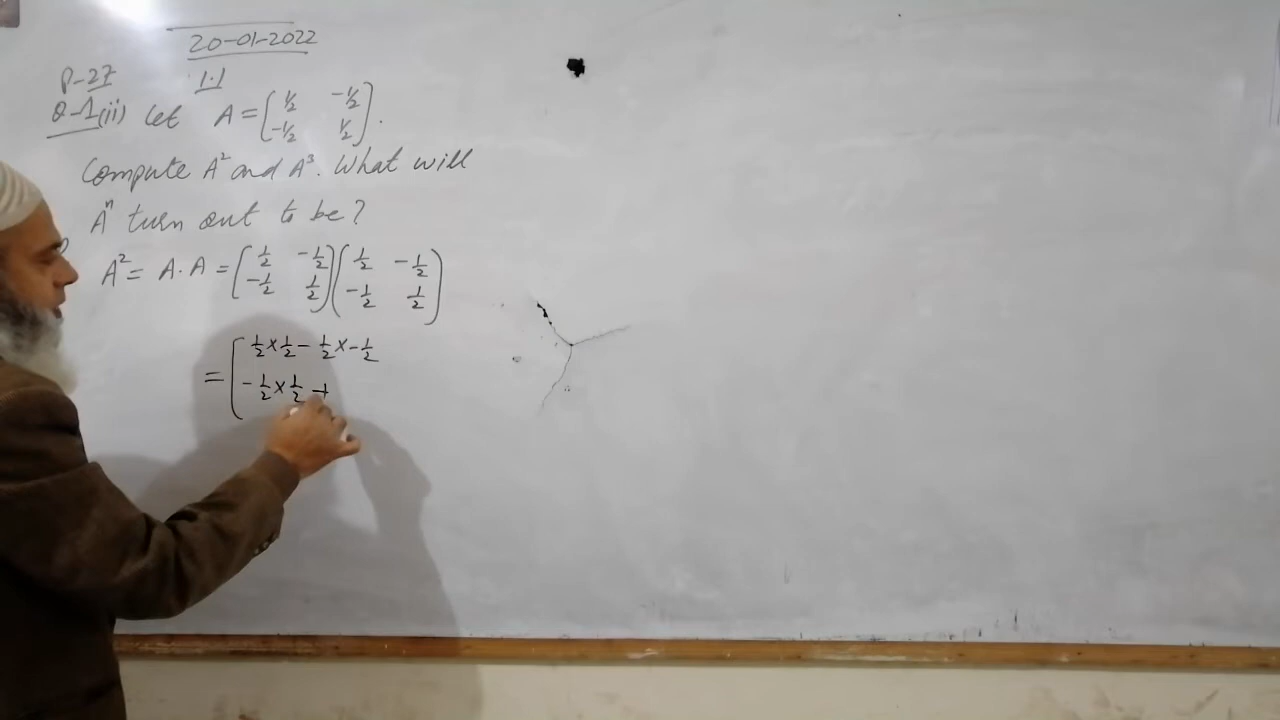 20-01-2022
P-27 1.1
Q-1(ii) Let A = [1/2 -1/2
-1/2 1/2].
Compute A² and A³. What will
Aⁿ turn out to be?
A² = A·A = [1/2 -1/2 ] (1/2 -1/2
-1/2 1/2 ] -1/2 1/2)
= [ 1/2 × 1/2 - 1/2 × -1/2
-1/2 × 1/2 +